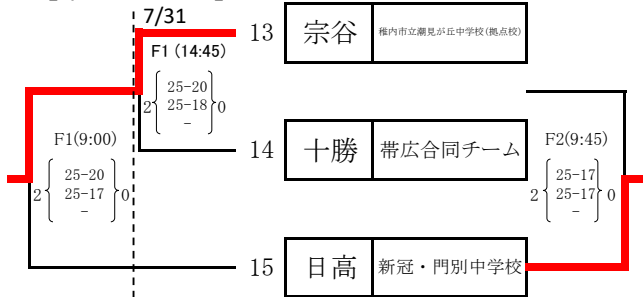 7/31
13 宗谷 稚内市立潮見が丘中学校(拠点校)
F1 (14:45)
25-20
2 25-18 0
-
F1(9:00)
14 十勝 帯広合同チーム
F2(9:45)
25-20
2 25-17 0
-
25-17
2 25-17 0
-
15 日高 新冠・門別中学校